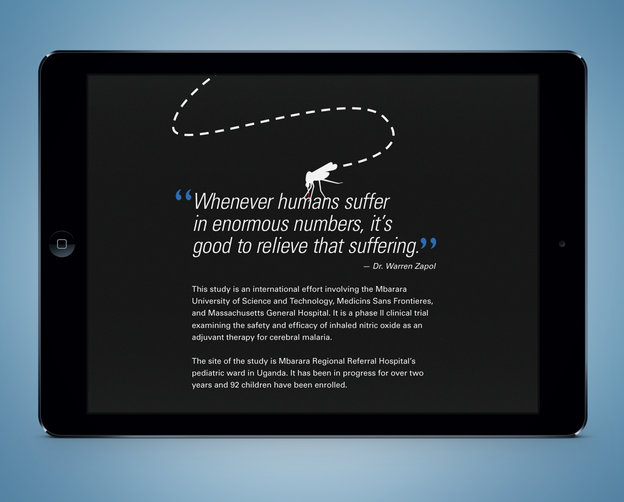 “Whenever humans suffer
in enormous numbers, it’s
good to relieve that suffering.”
— Dr. Warren Zapol
This study is an international effort involving the Mbarara
University of Science and Technology, Medicins Sans Frontieres,
and Massachusetts General Hospital. It is a phase II clinical trial
examining the safety and efficacy of inhaled nitric oxide as an
adjuvant therapy for cerebral malaria.
The site of the study is Mbarara Regional Referral Hospital’s
pediatric ward in Uganda. It has been in progress for over two
years and 92 children have been enrolled.